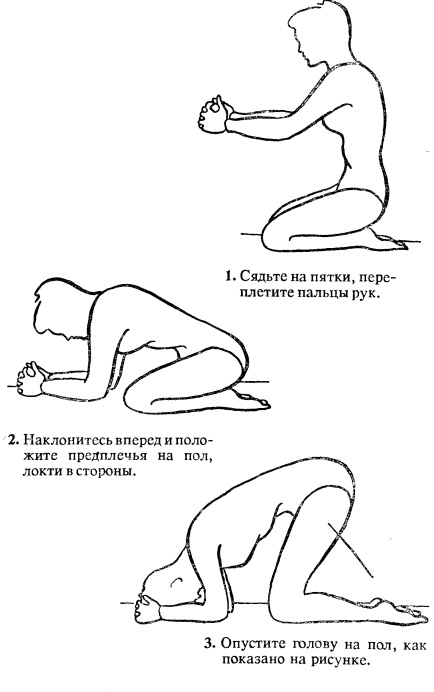 1. Сядьте на пятки, пере-
плетите пальцы рук.
2. Наклонитесь вперед и поло-
жите предплечья на пол,
локти в стороны.
3. Опустите голову на пол, как
показано на рисунке.